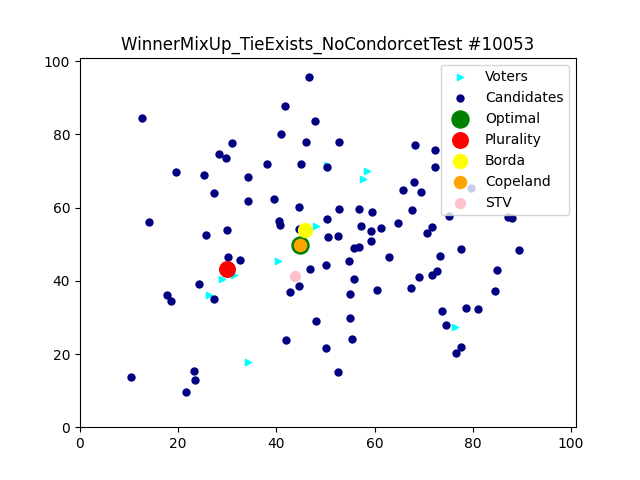 WinnerMixUp_TieExists_NoCondorcetTest #10053
100
80
60
40
20
0
0 20 40 60 80 100
Voters
Candidates
Optimal
Plurality
Borda
Copeland
STV